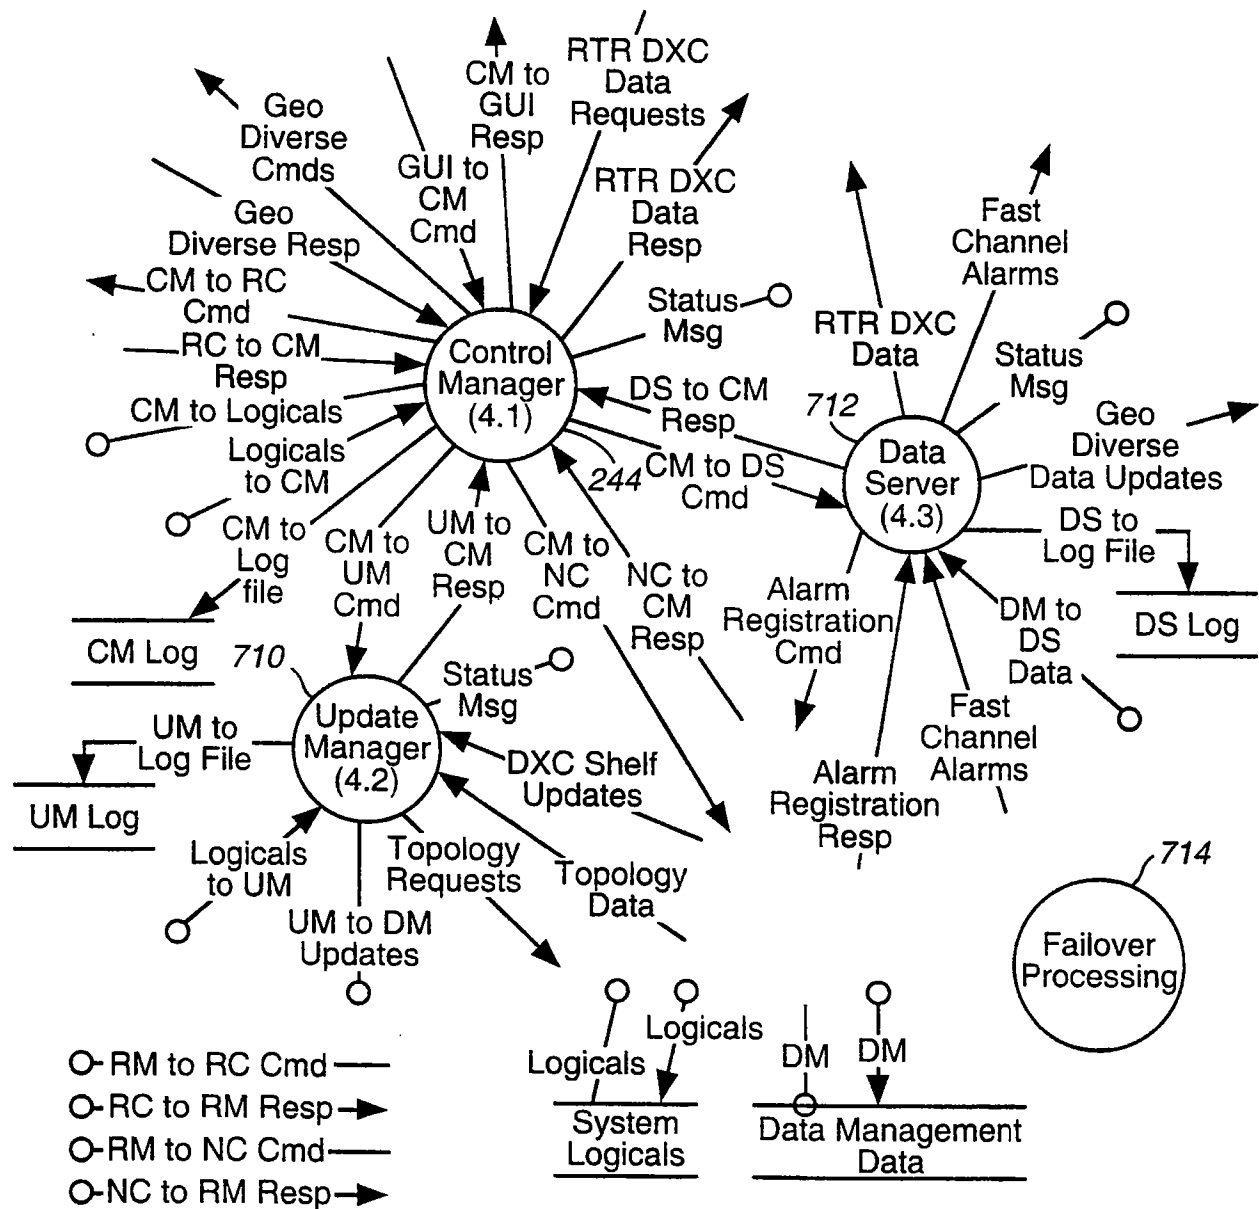 Geo
Diverse
Cmds
CM to
GUI
Resp
RTR DXC
Data
Requests
GUI to
CM
Cmd
RTR DXC
Data
Resp
Geo
Diverse Resp
CM to RC
Cmd
RC to CM
Resp
CM to Logicals
Logicals
to CM
Control
Manager
(4.1)
244
Status
Msg
DS to CM
Resp
CM to DS
Cmd
RTR DXC
Data
Fast
Channel
Alarms
Status
Msg
712
Data
Server
(4.3)
Geo
Diverse
Data Updates
DS to
Log File
DS Log
CM to
Log
file
CM to
UM
Cmd
UM to
CM
Resp
CM to
NC
Cmd
NC to
CM
Resp
Alarm
Registration
Cmd
DM to
DS
Data
CM Log
710
Status
Msg
Update
Manager
(4.2)
UM to
Log File
UM Log
DXC Shelf
Updates
Alarm
Registration
Resp
Fast
Channel
Alarms
Logicals
to UM
UM to DM
Updates
Topology
Requests
Topology
Data
714
Failover
Processing
Logicals
Logicals
System
Logicals
DM
DM
Data Management
Data
RM to RC Cmd
RC to RM Resp
RM to NC Cmd
NC to RM Resp